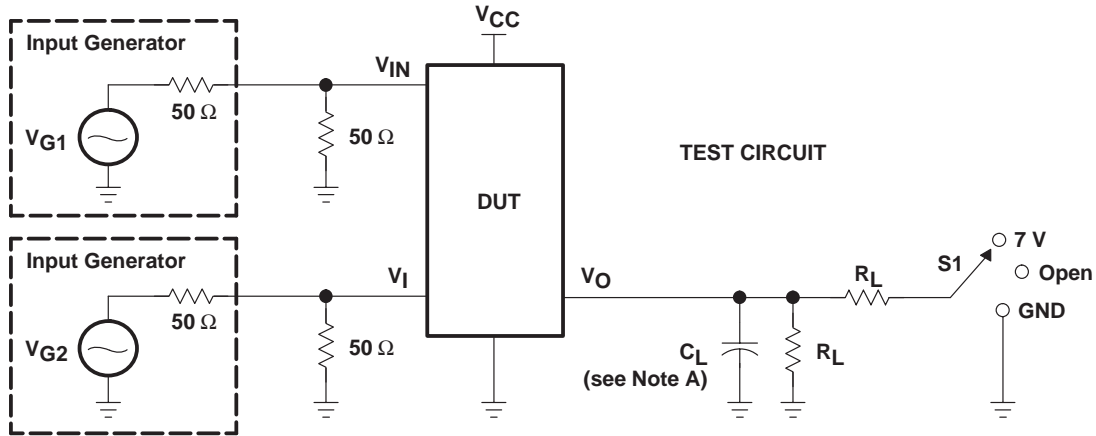 VCC
Input Generator
VIN
50 Ω
VG1
50 Ω
TEST CIRCUIT
DUT
Input Generator
VI
VO
S1
7 V
Open
RL
GND
50 Ω
VG2
50 Ω
CL
(see Note A)
RL